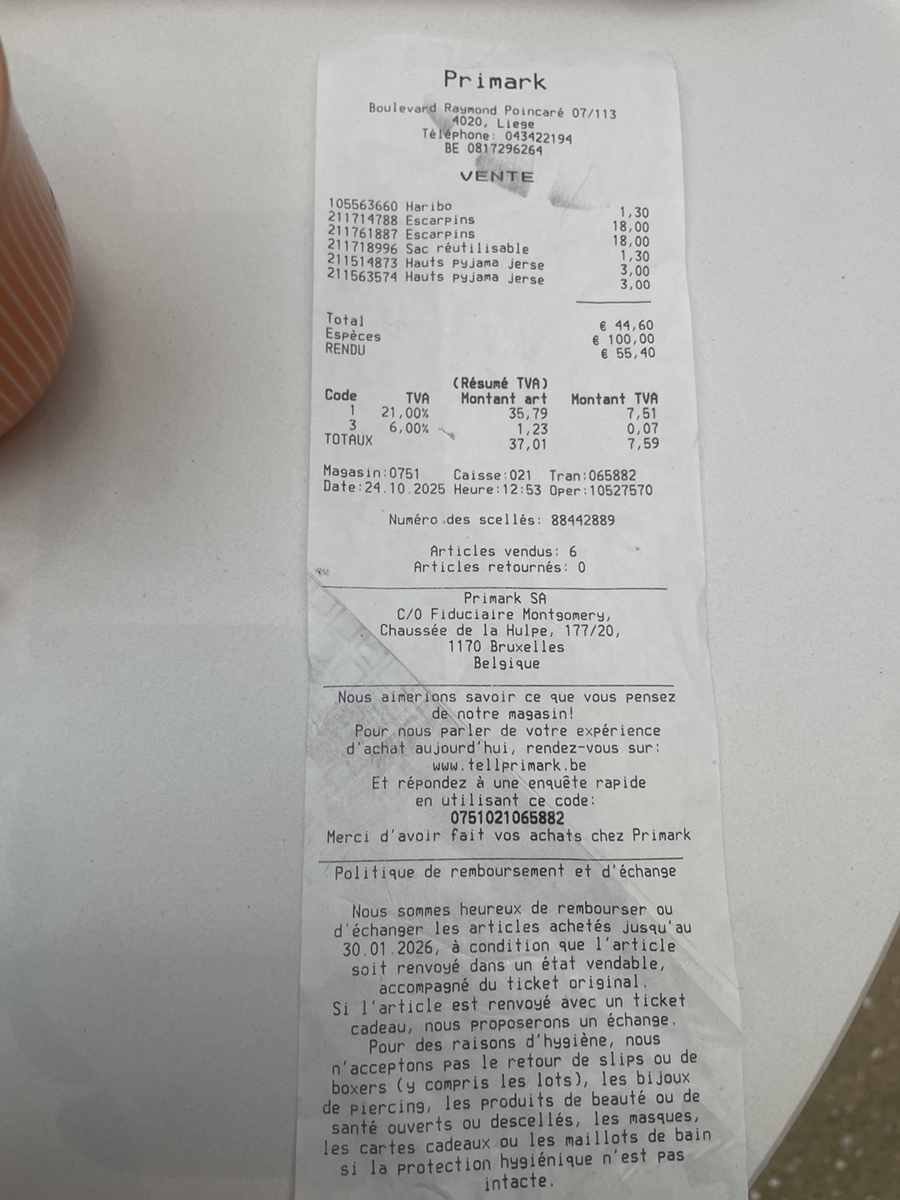 Primark
Boulevard Raymond Poincaré 07/113
4020, Liege
Téléphone: 043422194
BE 0817296264
VENTE
105563660 Haribo 1,30
211714788 Escarpins 18,00
211761887 Escarpins 18,00
211718996 Sac réutilisable 1,30
211514873 Hauts pyjama jerse 3,00
211563574 Hauts pyjama jerse 3,00
Total € 44,60
Espèces € 100,00
RENDU € 55,40
(Résumé TVA)
Code TVA Montant art Montant TVA
1 21,00% 35,79 7,51
3 6,00% 1,23 0,07
TOTAUX 37,01 7,59
Magasin:0751 Caisse:021 Tran:065882
Date:24.10.2025 Heure:12:53 Oper:10527570
Numéro des scellés: 88442889
Articles vendus: 6
Articles retournés: 0
Primark SA
C/O Fiduciaire Montgomery,
Chaussée de la Hulpe, 177/20,
1170 Bruxelles
Belgique
Nous aimerions savoir ce que vous pensez
de notre magasin!
Pour nous parler de votre expérience
d'achat aujourd'hui, rendez-vous sur:
www.tellprimark.be
Et répondez à une enquête rapide
en utilisant ce code:
0751021065882
Merci d'avoir fait vos achats chez Primark
Politique de remboursement et d'échange
Nous sommes heureux de rembourser ou
d'échanger les articles achetés jusqu'au
30.01.2026, à condition que l'article
soit renvoyé dans un état vendable,
accompagné du ticket original.
Si l'article est renvoyé avec un ticket
cadeau, nous proposerons un échange.
Pour des raisons d'hygiène, nous
n'acceptons pas le retour de slips ou de
boxers (y compris les lots), les bijoux
de piercing, les produits de beauté ou de
santé ouverts ou descellés, les masques,
les cartes cadeaux ou les maillots de bain
si la protection hygiénique n'est pas
intacte.